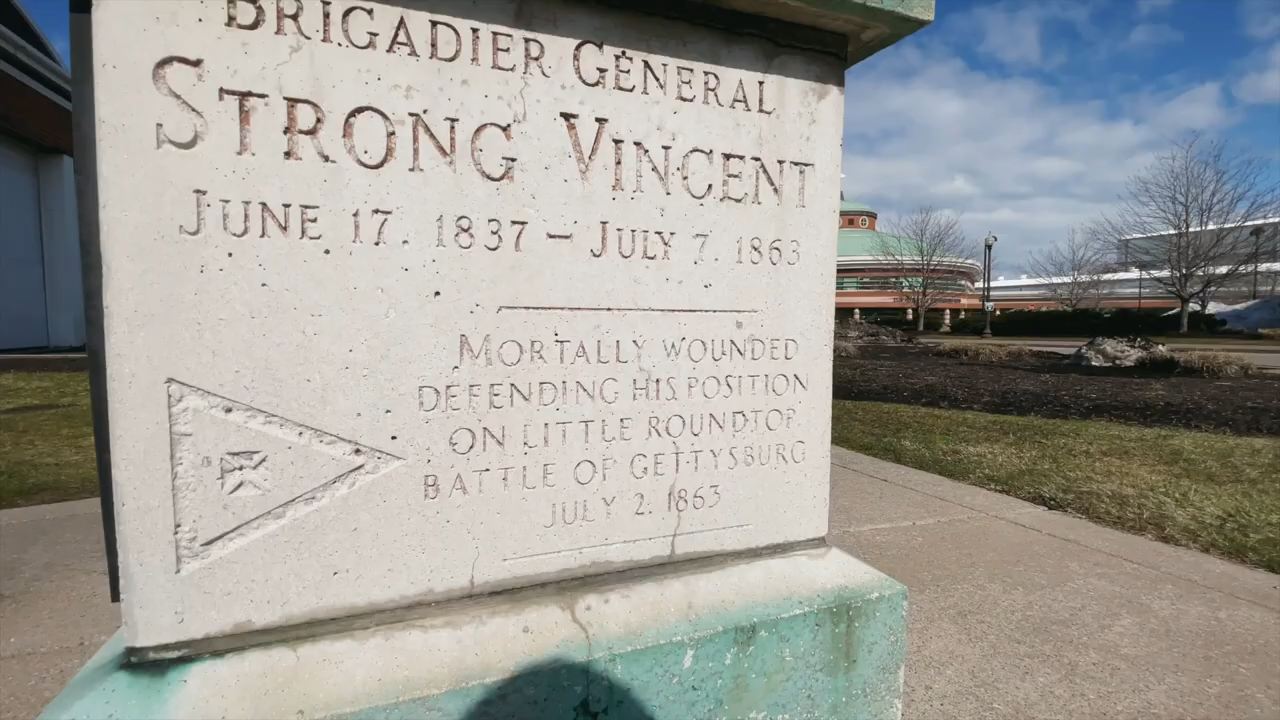 BRIGADIER GENERAL
STRONG VINCENT
JUNE 17. 1837 – JULY 7. 1863
MORTALLY WOUNDED
DEFENDING HIS POSITION
ON LITTLE ROUNDTOP
BATTLE OF GETTYSBURG
JULY 2. 1863